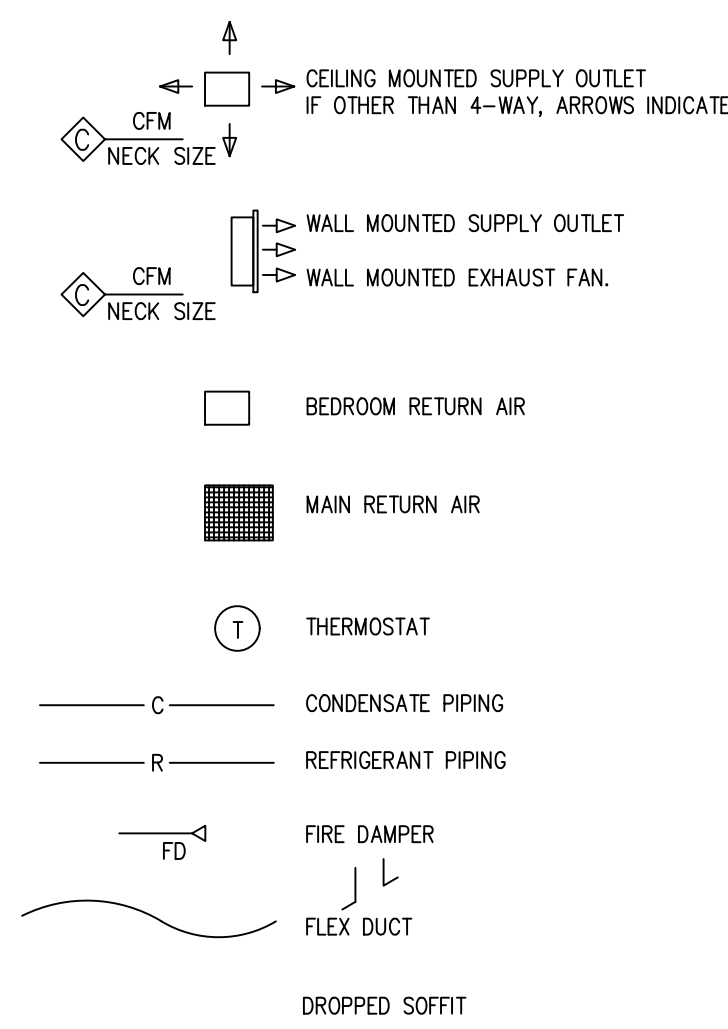 CEILING MOUNTED SUPPLY OUTLET
IF OTHER THAN 4-WAY, ARROWS INDICATE
CFM
C
NECK SIZE
WALL MOUNTED SUPPLY OUTLET
WALL MOUNTED EXHAUST FAN.
CFM
C
NECK SIZE
BEDROOM RETURN AIR
MAIN RETURN AIR
T THERMOSTAT
C CONDENSATE PIPING
R REFRIGERANT PIPING
FIRE DAMPER
FD
FLEX DUCT
DROPPED SOFFIT